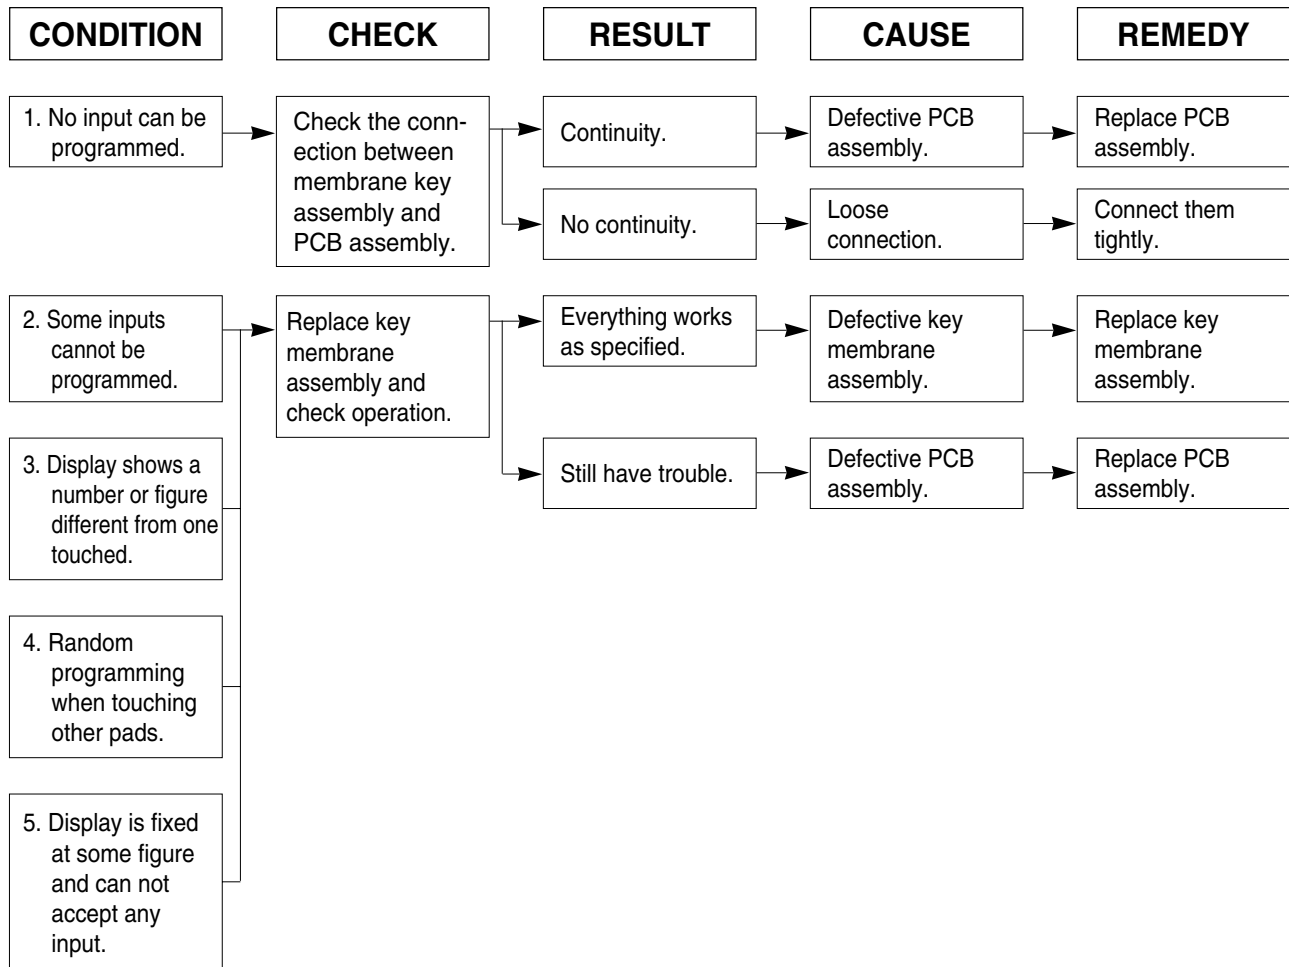 CONDITION
CHECK
RESULT
CAUSE
REMEDY
1. No input can be
programmed.
Check the conn-
ection between
membrane key
assembly and
PCB assembly.
Continuity.
Defective PCB
assembly.
Replace PCB
assembly.
No continuity.
Loose
connection.
Connect them
tightly.
2. Some inputs
cannot be
programmed.
Replace key
membrane
assembly and
check operation.
Everything works
as specified.
Defective key
membrane
assembly.
Replace key
membrane
assembly.
3. Display shows a
number or figure
different from one
touched.
Still have trouble.
Defective PCB
assembly.
Replace PCB
assembly.
4. Random
programming
when touching
other pads.
5. Display is fixed
at some figure
and can not
accept any
input.